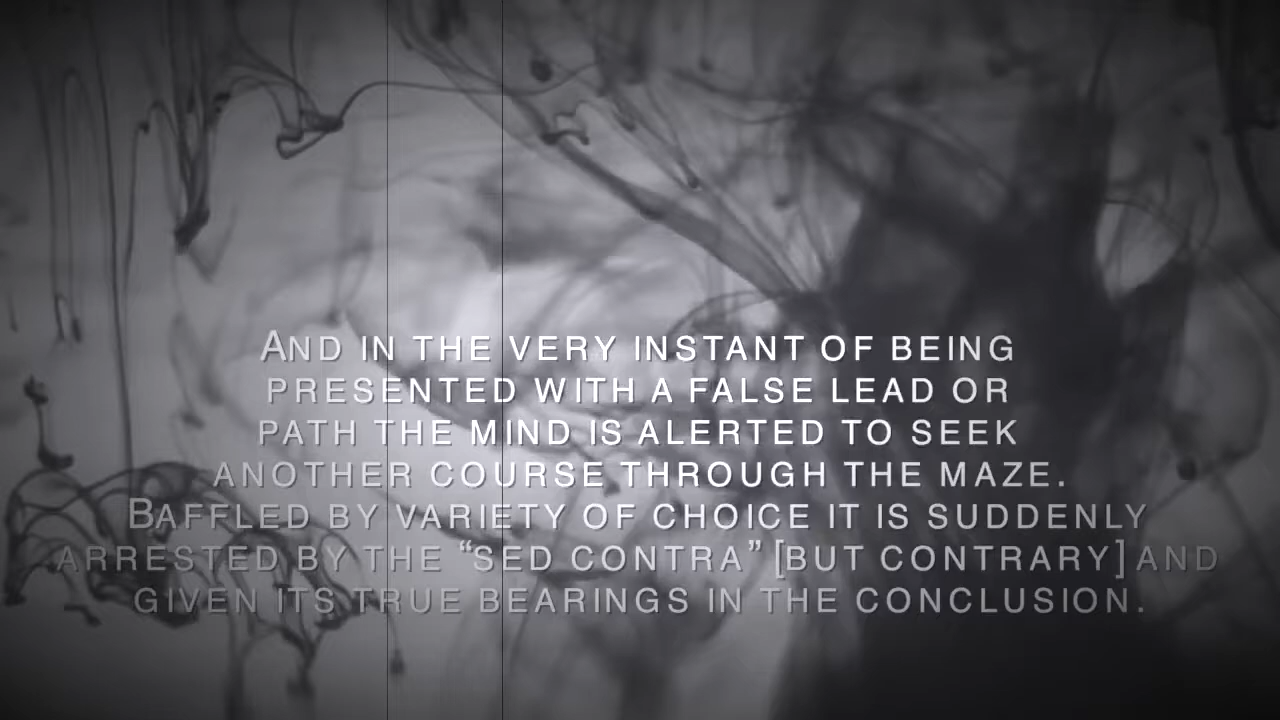 AND IN THE VERY INSTANT OF BEING
PRESENTED WITH A FALSE LEAD OR
PATH THE MIND IS ALERTED TO SEEK
ANOTHER COURSE THROUGH THE MAZE.
BAFFLED BY VARIETY OF CHOICE IT IS SUDDENLY
ARRESTED BY THE “SED CONTRA” [BUT CONTRARY] AND
GIVEN ITS TRUE BEARINGS IN THE CONCLUSION.